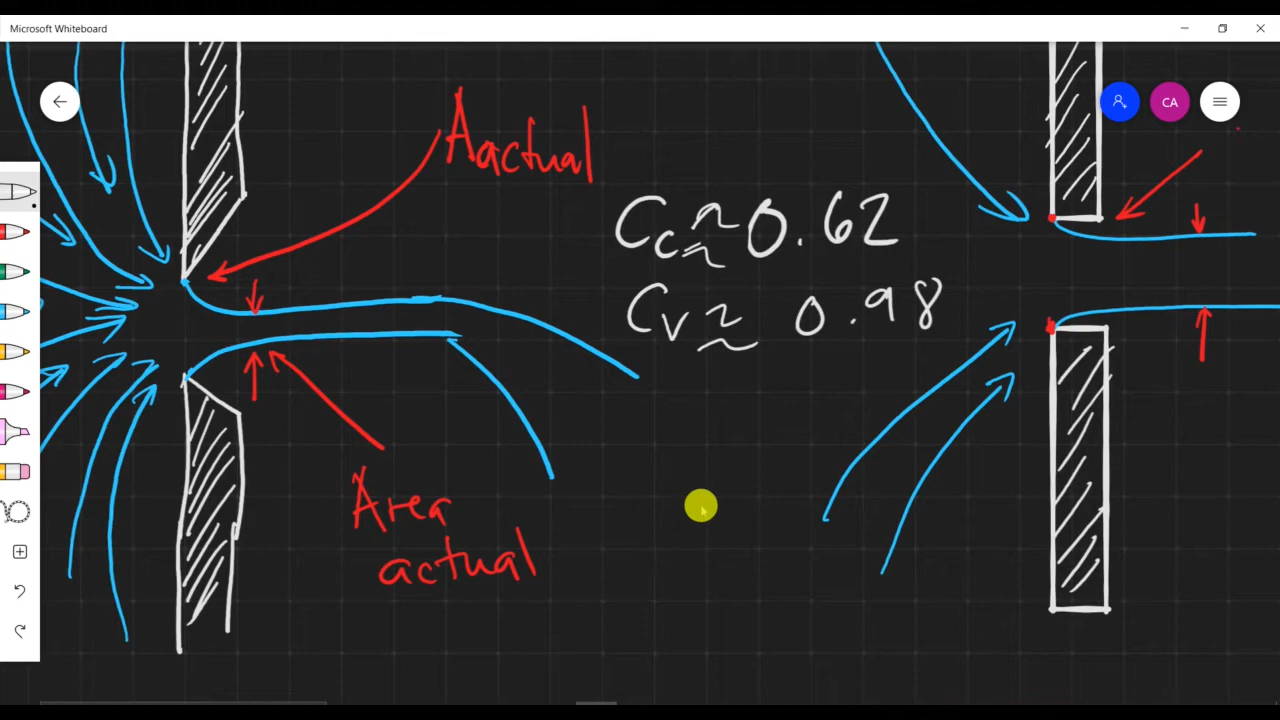 Microsoft Whiteboard
CA
Aactual
Cc ≈ 0.62
Cv ≈ 0.98
Area
actual